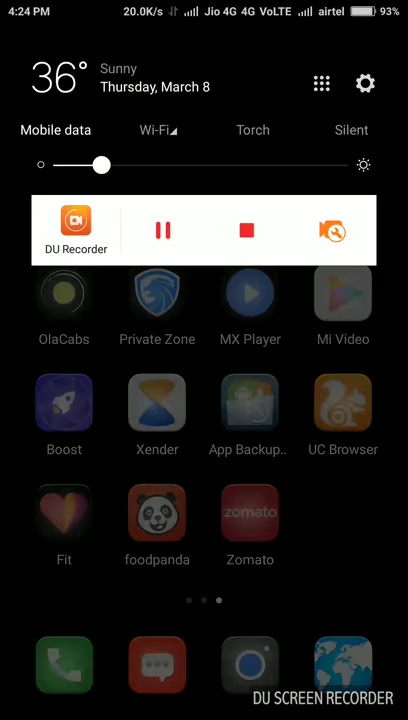 4:24 PM 20.0K/s Jio 4G 4G VoLTE airtel 93%
36° Sunny
Thursday, March 8
Mobile data Wi-Fi Torch Silent
DU Recorder
OlaCabs Private Zone MX Player Mi Video
Boost Xender App Backup.. UC Browser
zomato
Fit foodpanda Zomato
DU SCREEN RECORDER